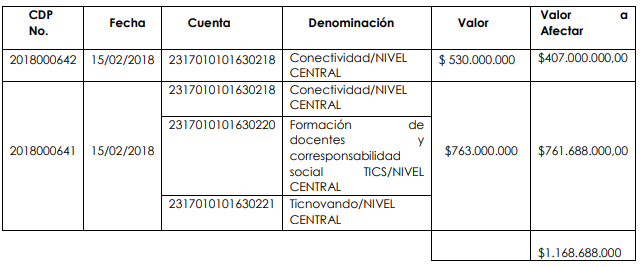 CDP No. Fecha Cuenta Denominación Valor Valor a Afectar
2018000642 15/02/2018 2317010101630218 Conectividad/NIVEL CENTRAL $ 530.000.000 $407.000.000,00
2018000641 15/02/2018 2317010101630218 Conectividad/NIVEL CENTRAL $763.000.000 $761.688.000,00
2317010101630220 Formación de docentes y corresponsabilidad social TICS/NIVEL CENTRAL
2317010101630221 Ticnovando/NIVEL CENTRAL
$1.168.688.000